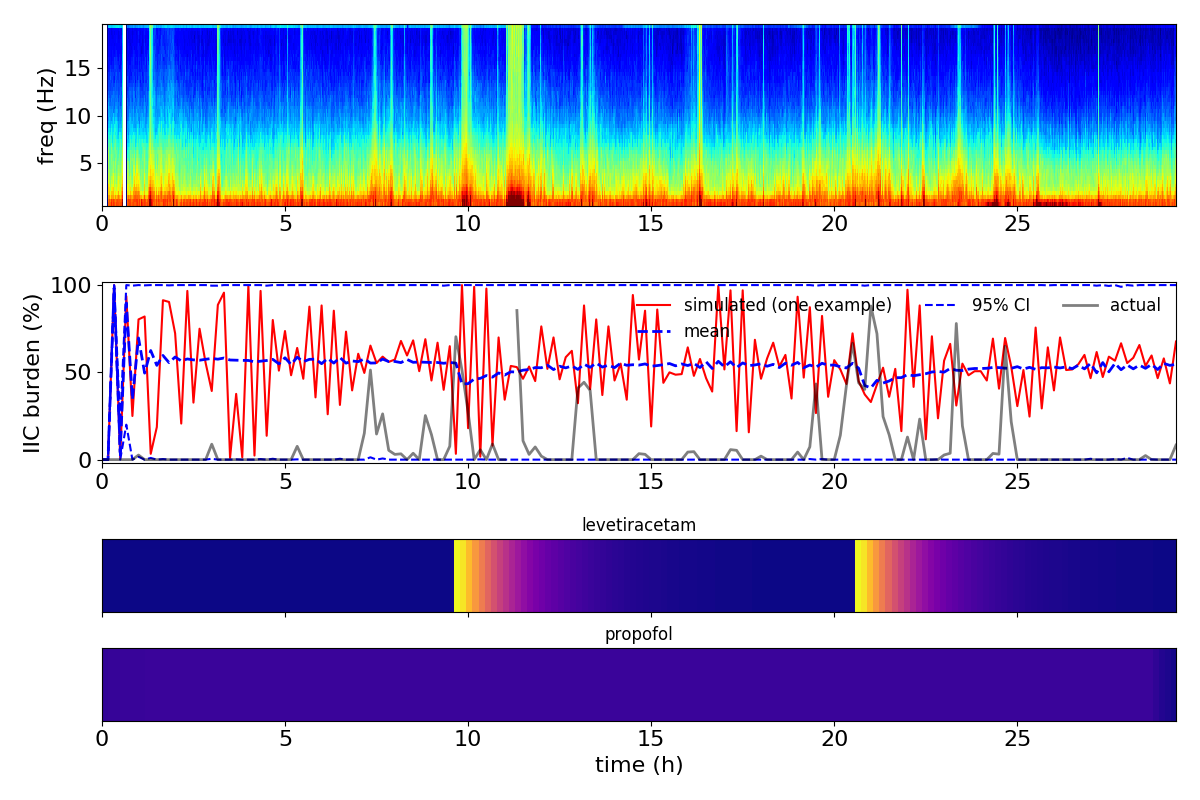 freq (Hz)
15
10
5
0 5 10 15 20 25
IIC burden (%)
100
50
0
simulated (one example)
mean
95% CI
actual
0 5 10 15 20 25
levetiracetam
propofol
0 5 10 15 20 25
time (h)